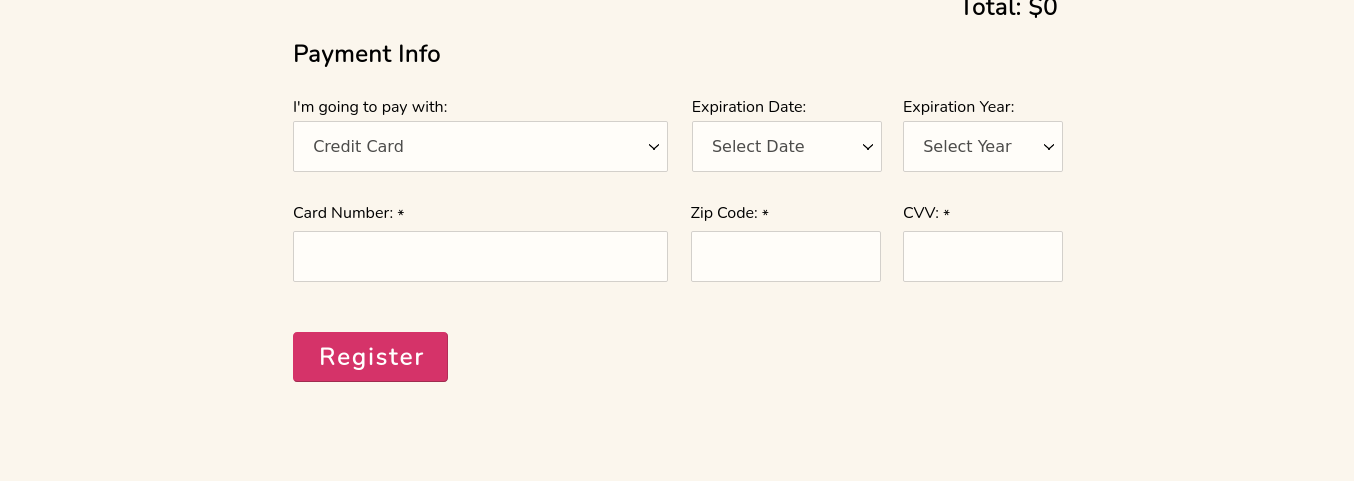 Total: $0
Payment Info
I'm going to pay with: Expiration Date: Expiration Year:
Credit Card Select Date Select Year
Card Number: * Zip Code: * CVV: *
Register